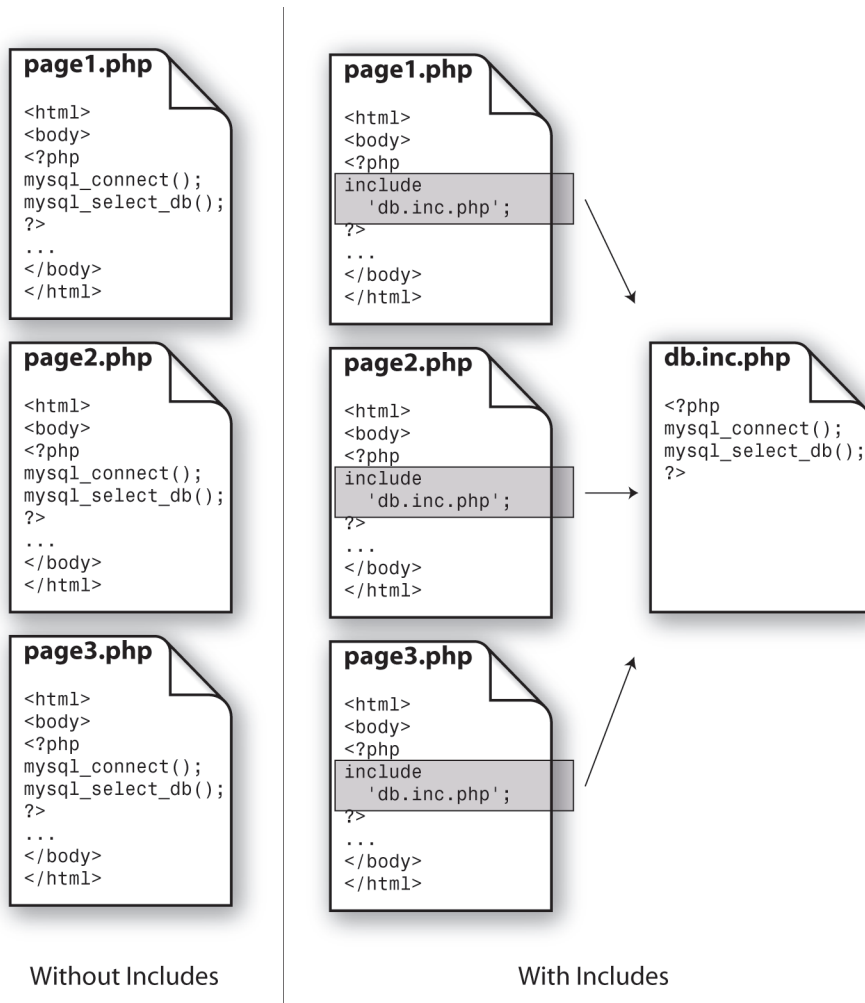 page1.php
<html>
<body>
<?php
mysql_connect();
mysql_select_db();
?>
...
</body>
</html>
page2.php
<html>
<body>
<?php
mysql_connect();
mysql_select_db();
?>
...
</body>
</html>
page3.php
<html>
<body>
<?php
mysql_connect();
mysql_select_db();
?>
...
</body>
</html>
Without Includes
page1.php
<html>
<body>
<?php
include
  'db.inc.php';
?>
...
</body>
</html>
page2.php
<html>
<body>
<?php
include
  'db.inc.php';
?>
...
</body>
</html>
page3.php
<html>
<body>
<?php
include
  'db.inc.php';
?>
...
</body>
</html>
db.inc.php
<?php
mysql_connect();
mysql_select_db();
?>
With Includes